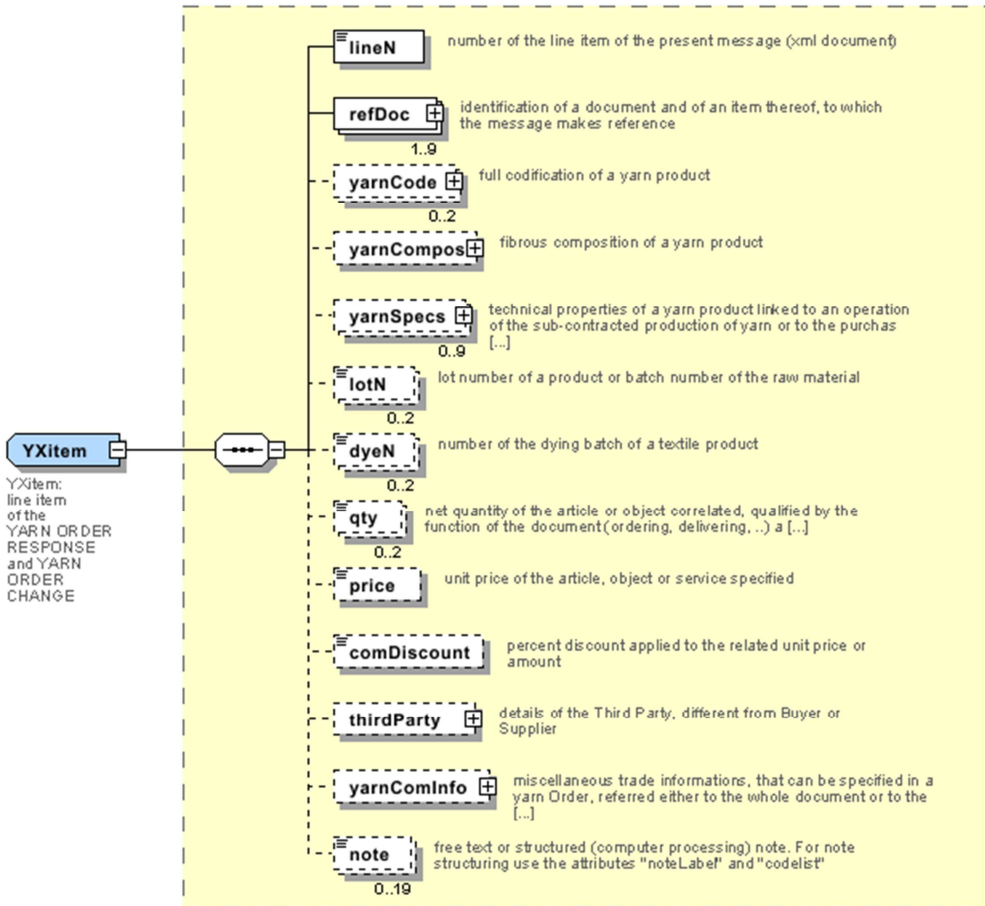 lineN
number of the line item of the present message (xml document)
refDoc
identification of a document and of an item thereof, to which
the message makes reference
1..9
yarnCode
full codification of a yarn product
0..2
yarnCompos
fibrous composition of a yarn product
yarnSpecs
technical properties of a yarn product linked to an operation
of the sub-contracted production of yarn or to the purchas
[...]
0..9
lotN
lot number of a product or batch number of the raw material
0..2
YXitem
YXitem:
line item
of the
YARN ORDER
RESPONSE
and YARN
ORDER
CHANGE
dyeN
number of the dying batch of a textile product
0..2
qty
net quantity of the article or object correlated, qualified by the
function of the document (ordering, delivering, ..) a [...]
0..2
price
unit price of the article, object or service specified
comDiscount
percent discount applied to the related unit price or
amount
thirdParty
details of the Third Party, different from Buyer or
Supplier
yarnComInfo
miscellaneous trade informations, that can be specified in a
yarn Order, referred either to the whole document or to the
[...]
note
free text or structured (computer processing) note. For note
structuring use the attributes "noteLabel" and "codelist"
0..19